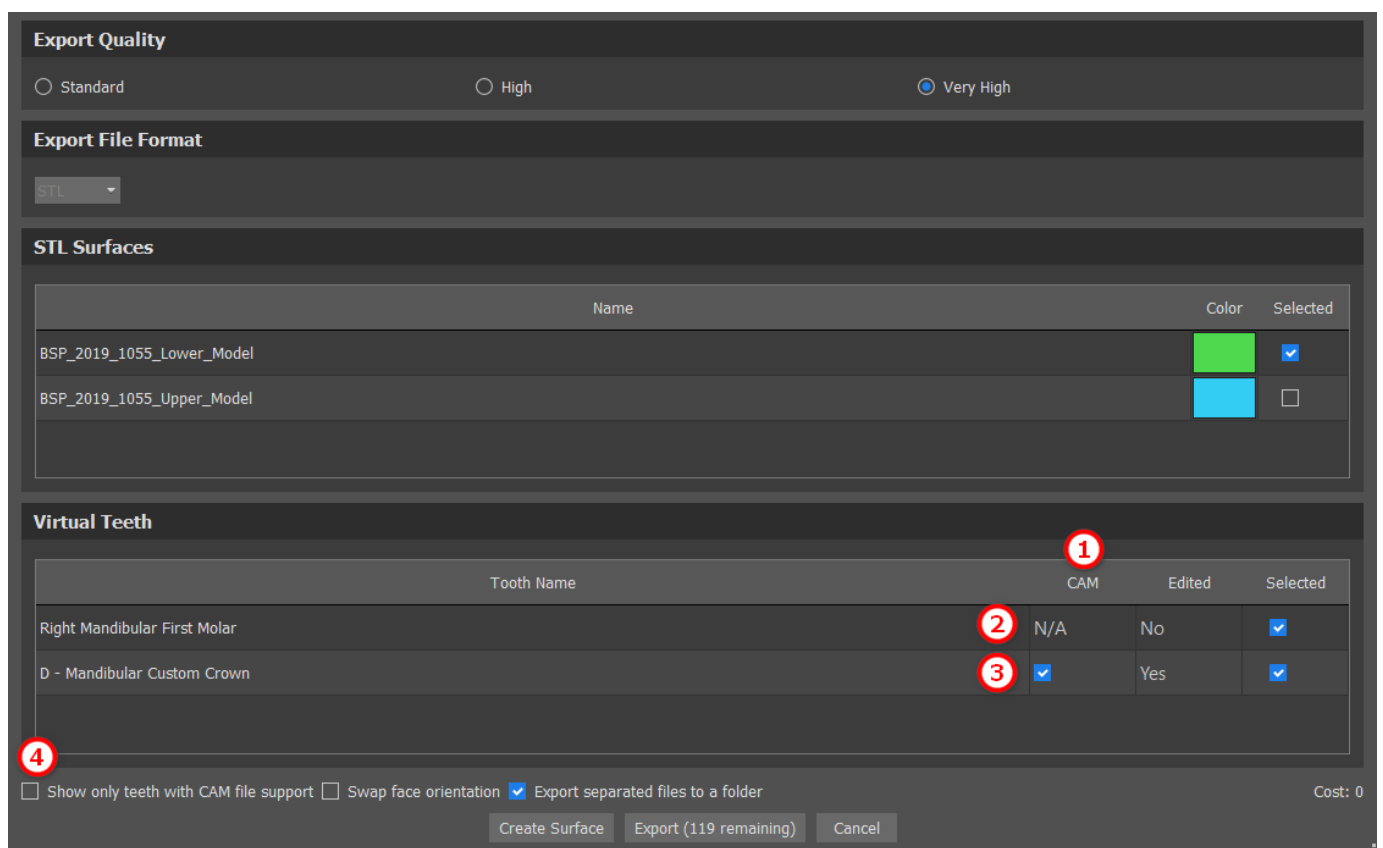 Export Quality
Standard High Very High
Export File Format
STL
STL Surfaces
Name Color Selected
BSP_2019_1055_Lower_Model
BSP_2019_1055_Upper_Model
Virtual Teeth
1
Tooth Name CAM Edited Selected
Right Mandibular First Molar 2 N/A No
D - Mandibular Custom Crown 3 Yes
4
Show only teeth with CAM file support Swap face orientation Export separated files to a folder Cost: 0
Create Surface Export (119 remaining) Cancel